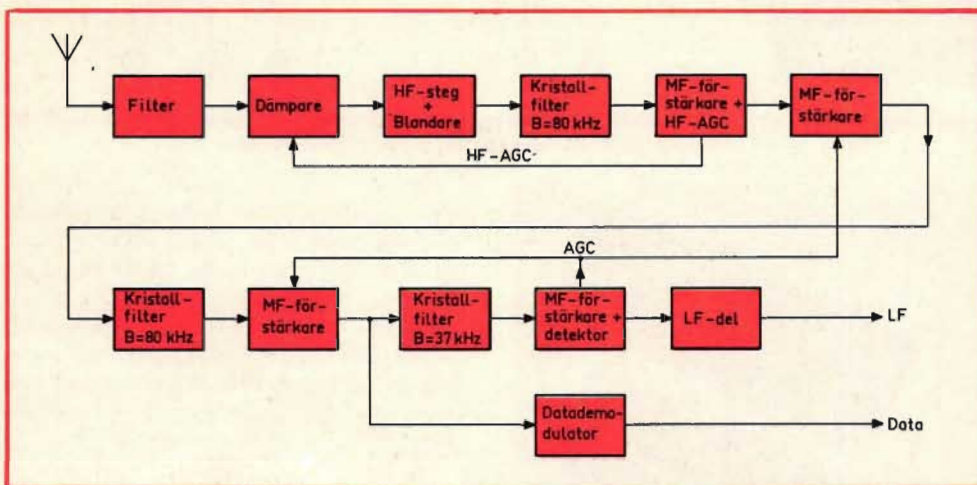 Filter
Dämpare
HF-steg
+
Blandare
Kristall-
filter
B=80 kHz
MF-för-
stärkare +
HF-AGC
MF-för-
stärkare
HF-AGC
AGC
Kristall-
filter
B=80 kHz
MF-för-
stärkare
Kristall-
filter
B=37 kHz
MF-för-
stärkare +
detektor
LF-del
LF
Datademo-
dulator
Data